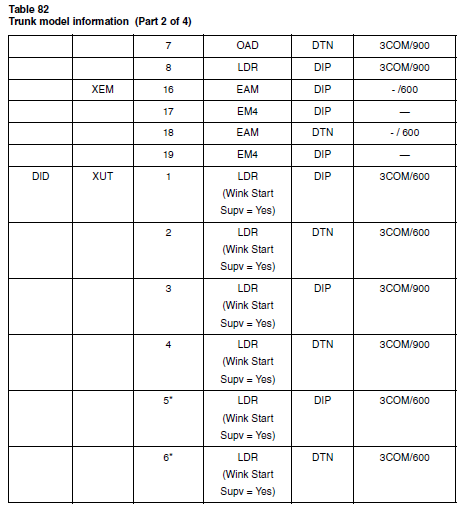 Table 82
Trunk model information (Part 2 of 4)
7 OAD DTN 3COM/900
8 LDR DIP 3COM/900
XEM 16 EAM DIP - /600
17 EM4 DIP —
18 EAM DTN - / 600
19 EM4 DIP —
DID XUT 1 LDR DIP 3COM/600
(Wink Start
Supv = Yes)
2 LDR DTN 3COM/600
(Wink Start
Supv = Yes)
3 LDR DIP 3COM/900
(Wink Start
Supv = Yes)
4 LDR DTN 3COM/900
(Wink Start
Supv = Yes)
5* LDR DIP 3COM/600
(Wink Start
Supv = Yes)
6* LDR DTN 3COM/600
(Wink Start
Supv = Yes)